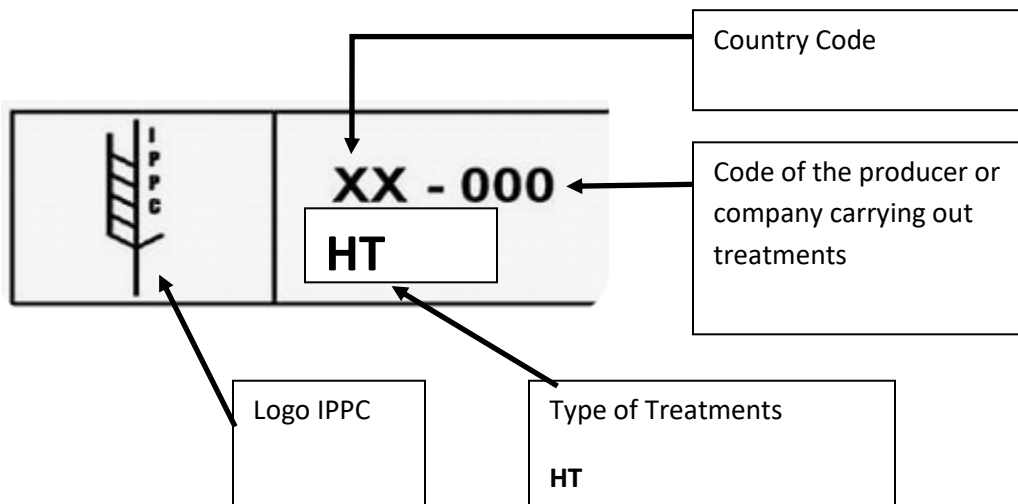 Country Code
I
P
P
C
XX - 000
HT
Code of the producer or
company carrying out
treatments
Logo IPPC
Type of Treatments
HT